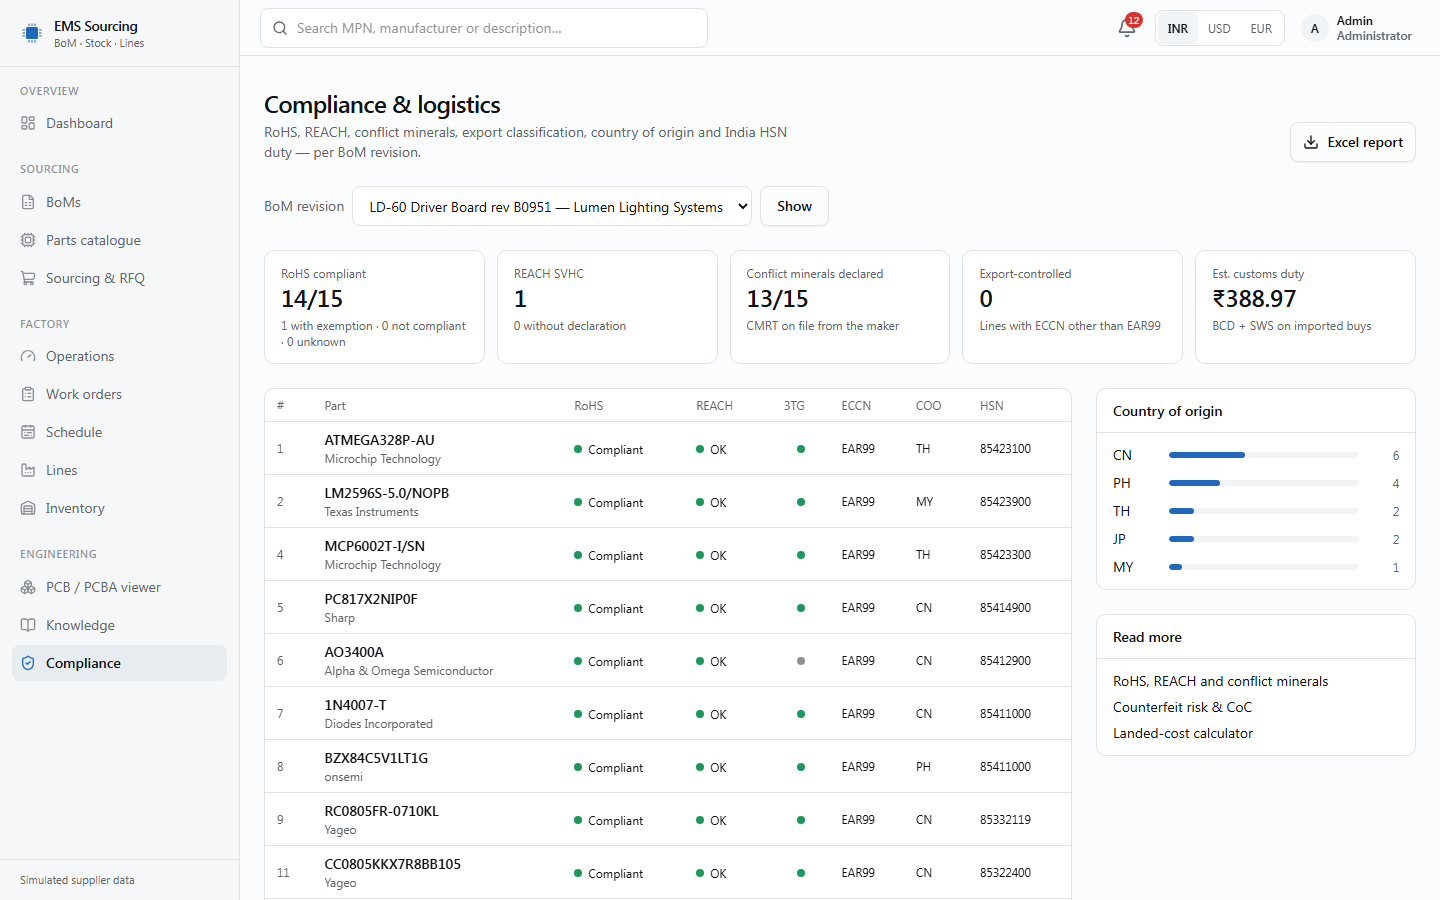 EMS Sourcing
BoM · Stock · Lines
OVERVIEW
Dashboard
SOURCING
BoMs
Parts catalogue
Sourcing & RFQ
FACTORY
Operations
Work orders
Schedule
Lines
Inventory
ENGINEERING
PCB / PCBA viewer
Knowledge
Compliance
Simulated supplier data
Search MPN, manufacturer or description...
12
INR USD EUR
A
Admin
Administrator
Compliance & logistics
RoHS, REACH, conflict minerals, export classification, country of origin and India HSN
duty — per BoM revision.
Excel report
BoM revision LD-60 Driver Board rev B0951 — Lumen Lighting Systems Show
RoHS compliant
14/15
1 with exemption · 0 not compliant
· 0 unknown
REACH SVHC
1
0 without declaration
Conflict minerals declared
13/15
CMRT on file from the maker
Export-controlled
0
Lines with ECCN other than EAR99
Est. customs duty
₹388.97
BCD + SWS on imported buys
# Part RoHS REACH 3TG ECCN COO HSN
1 ATMEGA328P-AU Compliant OK EAR99 TH 85423100
Microchip Technology
2 LM2596S-5.0/NOPB Compliant OK EAR99 MY 85423900
Texas Instruments
4 MCP6002T-I/SN Compliant OK EAR99 TH 85423300
Microchip Technology
5 PC817X2NIP0F Compliant OK EAR99 CN 85414900
Sharp
6 AO3400A Compliant OK EAR99 CN 85412900
Alpha & Omega Semiconductor
7 1N4007-T Compliant OK EAR99 CN 85411000
Diodes Incorporated
8 BZX84C5V1LT1G Compliant OK EAR99 PH 85411000
onsemi
9 RC0805FR-0710KL Compliant OK EAR99 CN 85332119
Yageo
11 CC0805KKX7R8BB105 Compliant OK EAR99 CN 85322400
Yageo
Country of origin
CN 6
PH 4
TH 2
JP 2
MY 1
Read more
RoHS, REACH and conflict minerals
Counterfeit risk & CoC
Landed-cost calculator